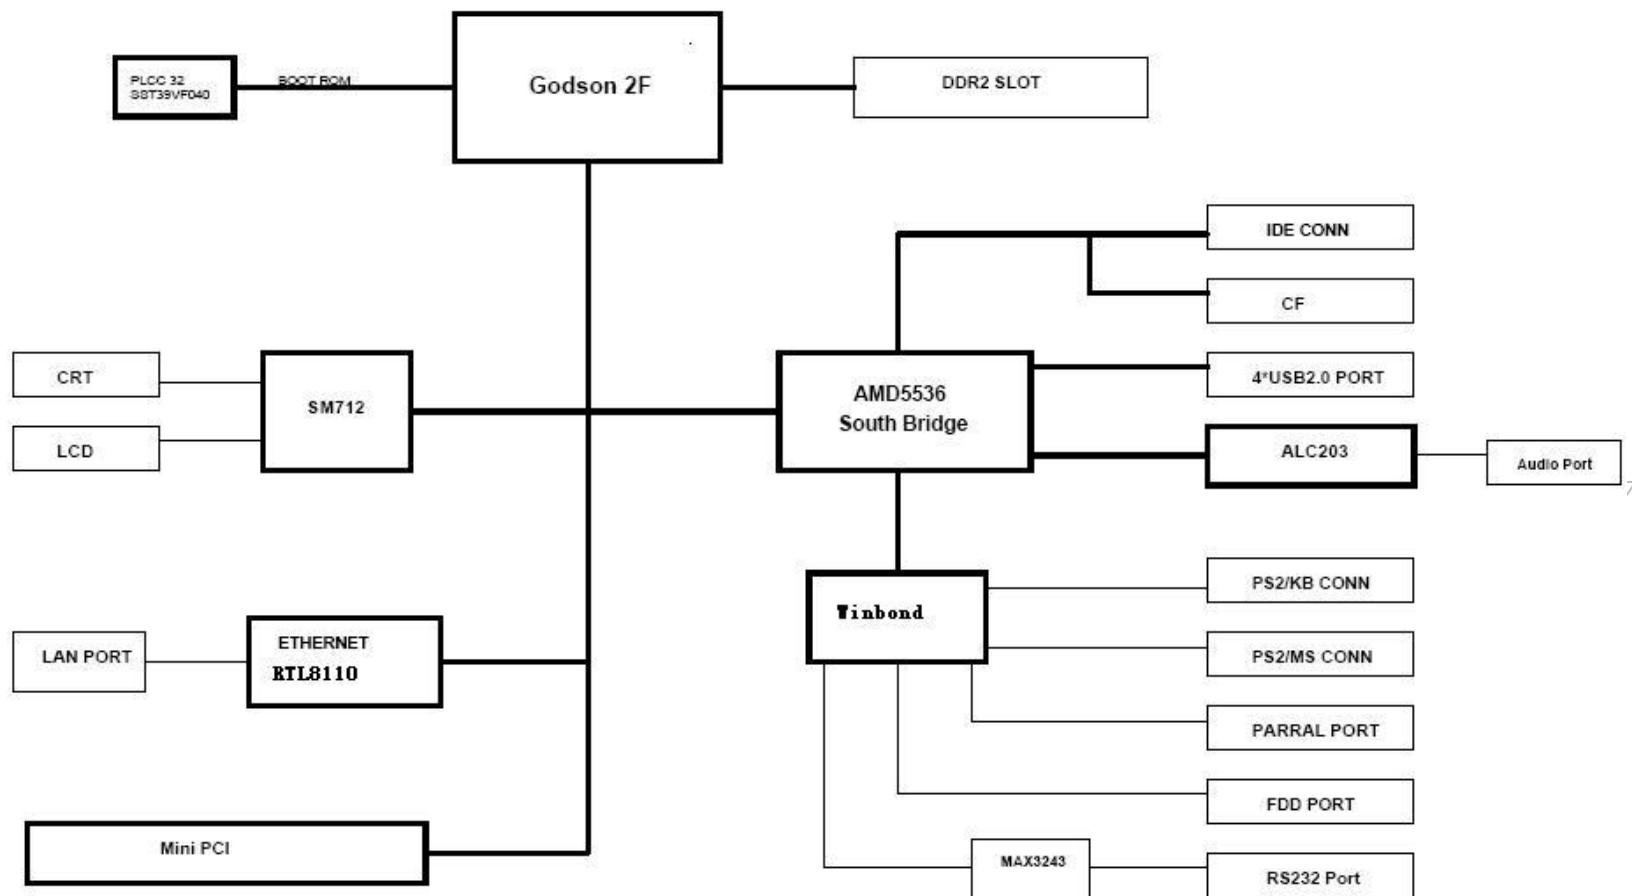 PLCC 32
SST39VF040
BOOT ROM
Godson 2F
DDR2 SLOT
IDE CONN
CF
4*USB2.0 PORT
CRT
LCD
SM712
AMD5536
South Bridge
ALC203
Audio Port
Winbond
PS2/KB CONN
PS2/MS CONN
PARRAL PORT
FDD PORT
LAN PORT
ETHERNET
RTL8110
Mini PCI
MAX3243
RS232 Port